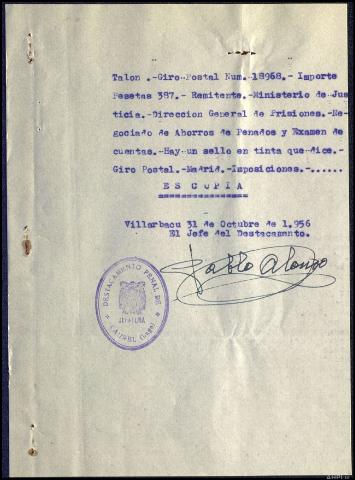 Talon .-Giro-Postal Num.-18968.- Importe
Pesetas 387.- Remitente.-Ministerio de Jus
ticia.-Direccion General de Prisiones.-Ne-
gociado de Ahorros de Penados y Examen de
cuentas.-Hay un sello en tinta que-dice.-
Giro Postal.-Madrid.-Imposiciones.-......
ES COPIA
Villarbacu 31 de Octubre de 1.956
El Jefe del Destacamento.
Pablo Alonso
DESTACAMENTO PENAL DE
JEFATURA
(Lugo)
AHPLU